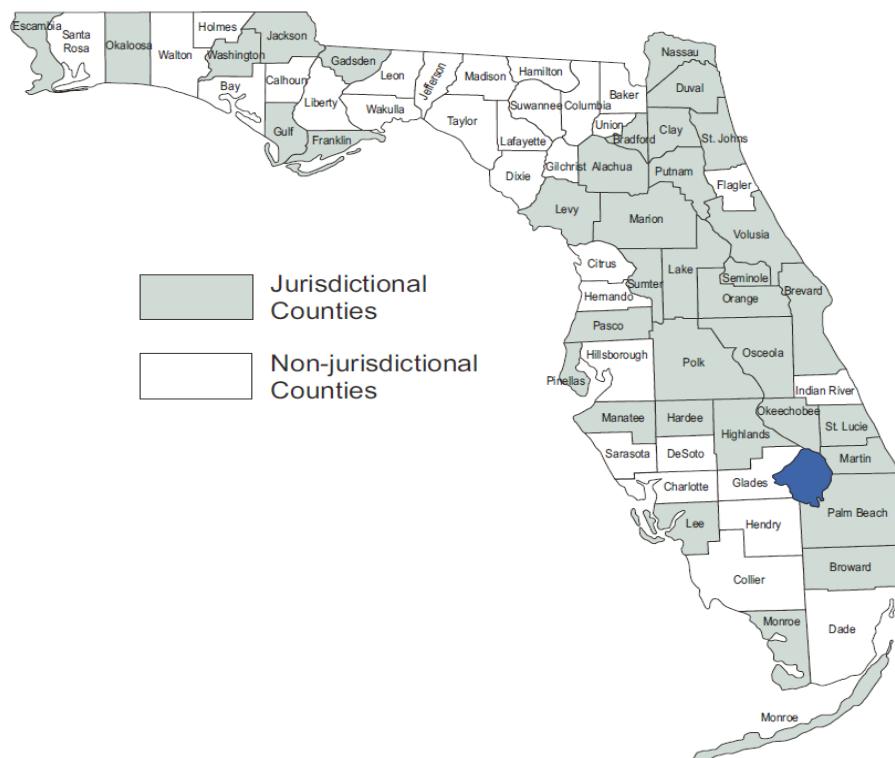 Escambia
Santa
Rosa
Okaloosa
Walton
Holmes
Washington
Jackson
Bay
Calhoun
Gulf
Liberty
Franklin
Gadsden
Leon
Wakulla
Jefferson
Madison
Taylor
Hamilton
Suwannee
Lafayette
Dixie
Columbia
Gilchrist
Baker
Union
Bradford
Alachua
Levy
Nassau
Duval
Clay
St. Johns
Putnam
Flagler
Marion
Volusia
Citrus
Hernando
Sumter
Lake
Seminole
Orange
Brevard
Pasco
Hillsborough
Pinellas
Polk
Osceola
Indian River
Okeechobee
Manatee
Hardee
Highlands
St. Lucie
Sarasota
DeSoto
Martin
Charlotte
Glades
Lee
Hendry
Palm Beach
Collier
Broward
Monroe
Dade
Monroe
Jurisdictional
Counties
Non-jurisdictional
Counties